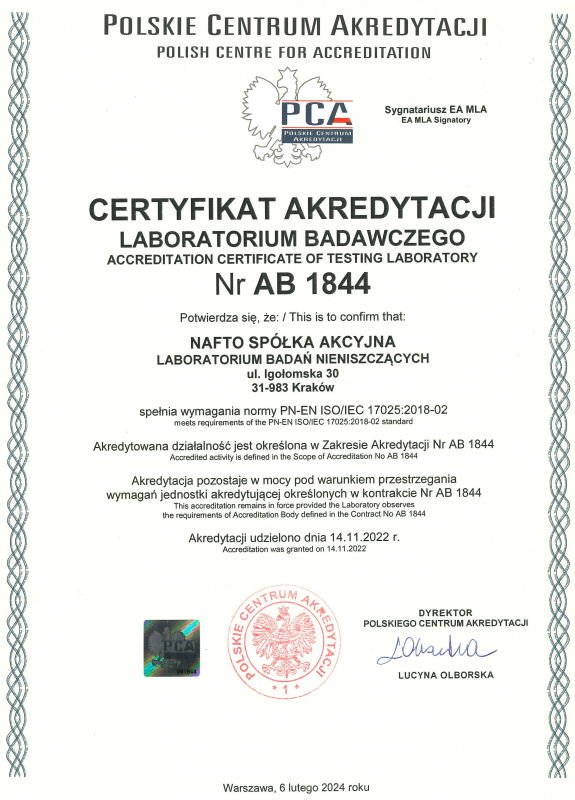 POLSKIE CENTRUM AKREDYTACJI
POLISH CENTRE FOR ACCREDITATION
PCA
POLSKIE CENTRUM
AKREDYTACJI
Sygnatariusz EA MLA
EA MLA Signatory
CERTYFIKAT AKREDYTACJI
LABORATORIUM BADAWCZEGO
ACCREDITATION CERTIFICATE OF TESTING LABORATORY
Nr AB 1844
Potwierdza się, że: / This is to confirm that:
NAFTO SPÓŁKA AKCYJNA
LABORATORIUM BADAŃ NIENISZCZĄCYCH
ul. Igołomska 30
31-983 Kraków
spełnia wymagania normy PN-EN ISO/IEC 17025:2018-02
meets requirements of the PN-EN ISO/IEC 17025:2018-02 standard
Akredytowana działalność jest określona w Zakresie Akredytacji Nr AB 1844
Accredited activity is defined in the Scope of Accreditation No AB 1844
Akredytacja pozostaje w mocy pod warunkiem przestrzegania
wymagań jednostki akredytującej określonych w kontrakcie Nr AB 1844
This accreditation remains in force provided the Laboratory observes
the requirements of Accreditation Body defined in the Contract No AB 1844
Akredytacji udzielono dnia 14.11.2022 r.
Accreditation was granted on 14.11.2022
PCA
POLSKIE CENTRUM AKREDYTACJI
* 1 *
DYREKTOR
POLSKIEGO CENTRUM AKREDYTACJI
LUCYNA OLBORSKA
Warszawa, 6 lutego 2024 roku